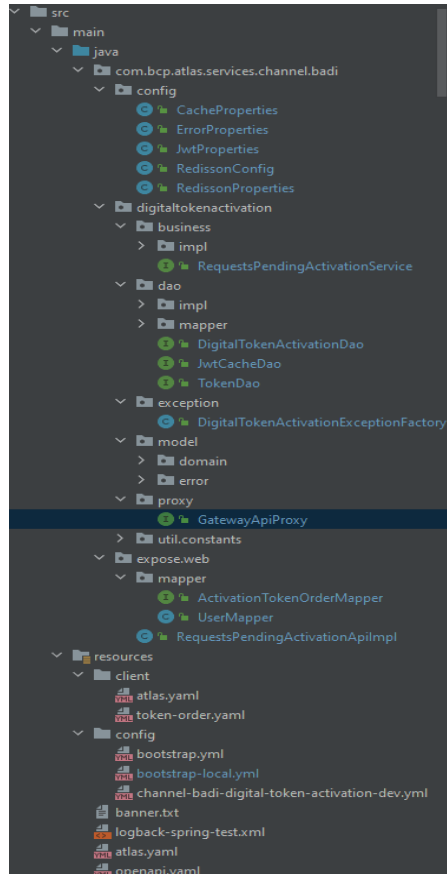 src
main
java
com.bcp.atlas.services.channel.badi
config
CacheProperties
ErrorProperties
JwtProperties
RedissonConfig
RedissonProperties
digitaltokenactivation
business
impl
RequestsPendingActivationService
dao
impl
mapper
DigitalTokenActivationDao
JwtCacheDao
TokenDao
exception
DigitalTokenActivationExceptionFactory
model
domain
error
proxy
GatewayApiProxy
util.constants
expose.web
mapper
ActivationTokenOrderMapper
UserMapper
RequestsPendingActivationApiImpl
resources
client
atlas.yaml
token-order.yaml
config
bootstrap.yml
bootstrap-local.yml
channel-badi-digital-token-activation-dev.yml
banner.txt
logback-spring-test.xml
atlas.yaml
openapi.yaml